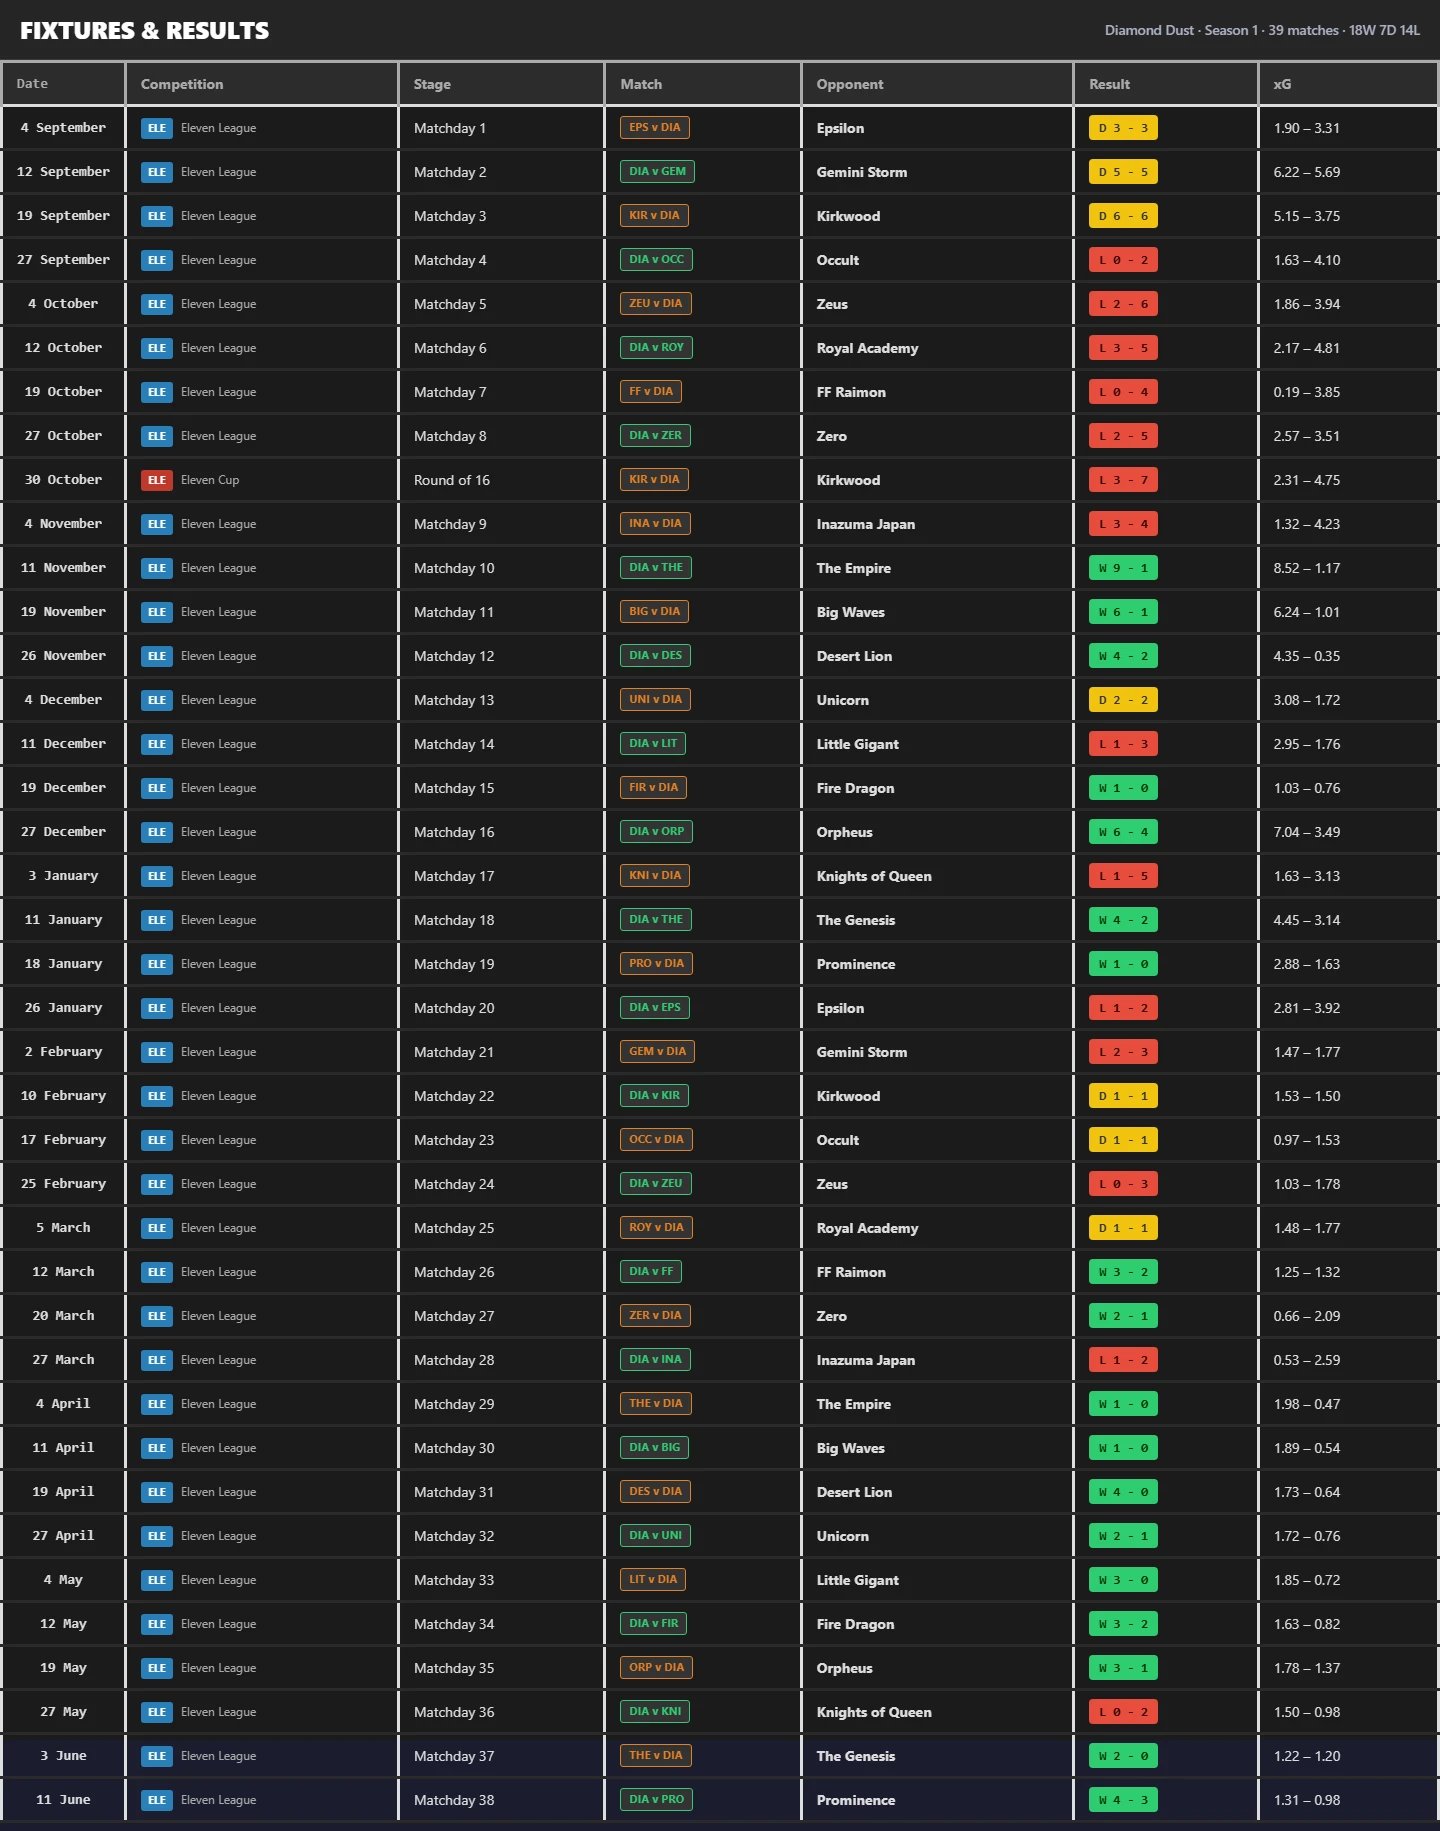 FIXTURES & RESULTS
Diamond Dust · Season 1 · 39 matches · 18W 7D 14L
Date Competition Stage Match Opponent Result xG
4 September ELE Eleven League Matchday 1 EPS v DIA Epsilon D 3 - 3 1.90 – 3.31
12 September ELE Eleven League Matchday 2 DIA v GEM Gemini Storm D 5 - 5 6.22 – 5.69
19 September ELE Eleven League Matchday 3 KIR v DIA Kirkwood D 6 - 6 5.15 – 3.75
27 September ELE Eleven League Matchday 4 DIA v OCC Occult L 0 - 2 1.63 – 4.10
4 October ELE Eleven League Matchday 5 ZEU v DIA Zeus L 2 - 6 1.86 – 3.94
12 October ELE Eleven League Matchday 6 DIA v ROY Royal Academy L 3 - 5 2.17 – 4.81
19 October ELE Eleven League Matchday 7 FF v DIA FF Raimon L 0 - 4 0.19 – 3.85
27 October ELE Eleven League Matchday 8 DIA v ZER Zero L 2 - 5 2.57 – 3.51
30 October ELE Eleven Cup Round of 16 KIR v DIA Kirkwood L 3 - 7 2.31 – 4.75
4 November ELE Eleven League Matchday 9 INA v DIA Inazuma Japan L 3 - 4 1.32 – 4.23
11 November ELE Eleven League Matchday 10 DIA v THE The Empire W 9 - 1 8.52 – 1.17
19 November ELE Eleven League Matchday 11 BIG v DIA Big Waves W 6 - 1 6.24 – 1.01
26 November ELE Eleven League Matchday 12 DIA v DES Desert Lion W 4 - 2 4.35 – 0.35
4 December ELE Eleven League Matchday 13 UNI v DIA Unicorn D 2 - 2 3.08 – 1.72
11 December ELE Eleven League Matchday 14 DIA v LIT Little Gigant L 1 - 3 2.95 – 1.76
19 December ELE Eleven League Matchday 15 FIR v DIA Fire Dragon W 1 - 0 1.03 – 0.76
27 December ELE Eleven League Matchday 16 DIA v ORP Orpheus W 6 - 4 7.04 – 3.49
3 January ELE Eleven League Matchday 17 KNI v DIA Knights of Queen L 1 - 5 1.63 – 3.13
11 January ELE Eleven League Matchday 18 DIA v THE The Genesis W 4 - 2 4.45 – 3.14
18 January ELE Eleven League Matchday 19 PRO v DIA Prominence W 1 - 0 2.88 – 1.63
26 January ELE Eleven League Matchday 20 DIA v EPS Epsilon L 1 - 2 2.81 – 3.92
2 February ELE Eleven League Matchday 21 GEM v DIA Gemini Storm L 2 - 3 1.47 – 1.77
10 February ELE Eleven League Matchday 22 DIA v KIR Kirkwood D 1 - 1 1.53 – 1.50
17 February ELE Eleven League Matchday 23 OCC v DIA Occult D 1 - 1 0.97 – 1.53
25 February ELE Eleven League Matchday 24 DIA v ZEU Zeus L 0 - 3 1.03 – 1.78
5 March ELE Eleven League Matchday 25 ROY v DIA Royal Academy D 1 - 1 1.48 – 1.77
12 March ELE Eleven League Matchday 26 DIA v FF FF Raimon W 3 - 2 1.25 – 1.32
20 March ELE Eleven League Matchday 27 ZER v DIA Zero W 2 - 1 0.66 – 2.09
27 March ELE Eleven League Matchday 28 DIA v INA Inazuma Japan L 1 - 2 0.53 – 2.59
4 April ELE Eleven League Matchday 29 THE v DIA The Empire W 1 - 0 1.98 – 0.47
11 April ELE Eleven League Matchday 30 DIA v BIG Big Waves W 1 - 0 1.89 – 0.54
19 April ELE Eleven League Matchday 31 DES v DIA Desert Lion W 4 - 0 1.73 – 0.64
27 April ELE Eleven League Matchday 32 DIA v UNI Unicorn W 2 - 1 1.72 – 0.76
4 May ELE Eleven League Matchday 33 LIT v DIA Little Gigant W 3 - 0 1.85 – 0.72
12 May ELE Eleven League Matchday 34 DIA v FIR Fire Dragon W 3 - 2 1.63 – 0.82
19 May ELE Eleven League Matchday 35 ORP v DIA Orpheus W 3 - 1 1.78 – 1.37
27 May ELE Eleven League Matchday 36 DIA v KNI Knights of Queen L 0 - 2 1.50 – 0.98
3 June ELE Eleven League Matchday 37 THE v DIA The Genesis W 2 - 0 1.22 – 1.20
11 June ELE Eleven League Matchday 38 DIA v PRO Prominence W 4 - 3 1.31 – 0.98